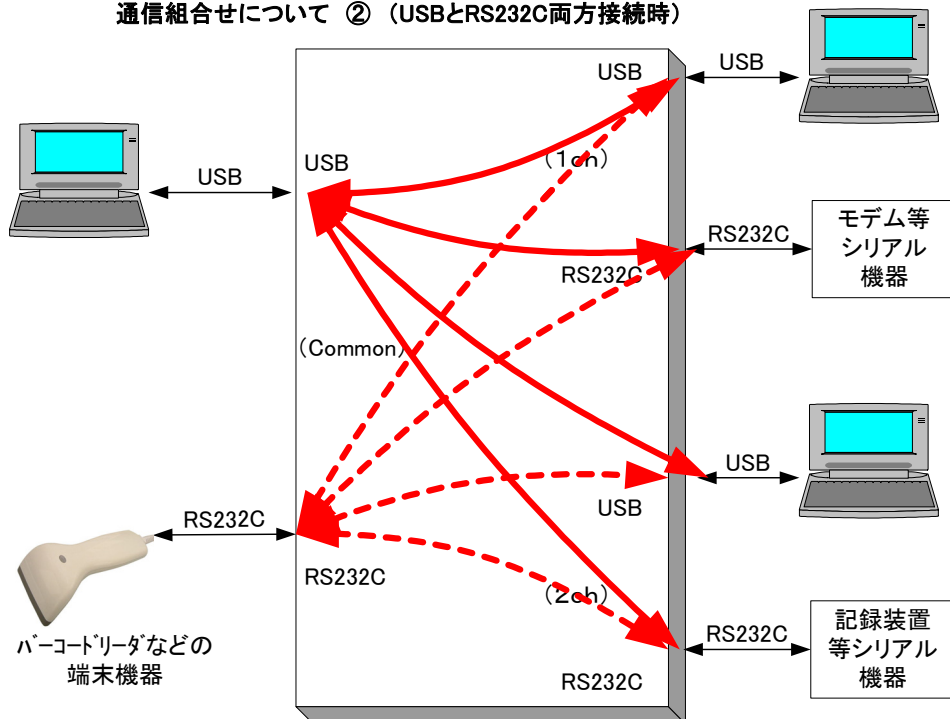 通信組合せについて ② (USBとRS232C両方接続時)
USB
USB
USB
USB
(1ch)
RS232C
RS232C
モデム等
シリアル
機器
(Common)
USB
USB
RS232C
RS232C
(2ch)
RS232C
RS232C
バーコードリーダなどの
端末機器
記録装置
等シリアル
機器